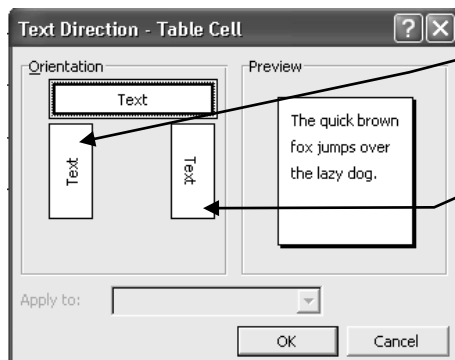 Text Direction - Table Cell
Orientation
Text
Text
Text
Preview
The quick brown
fox jumps over
the lazy dog.
Apply to:
OK
Cancel